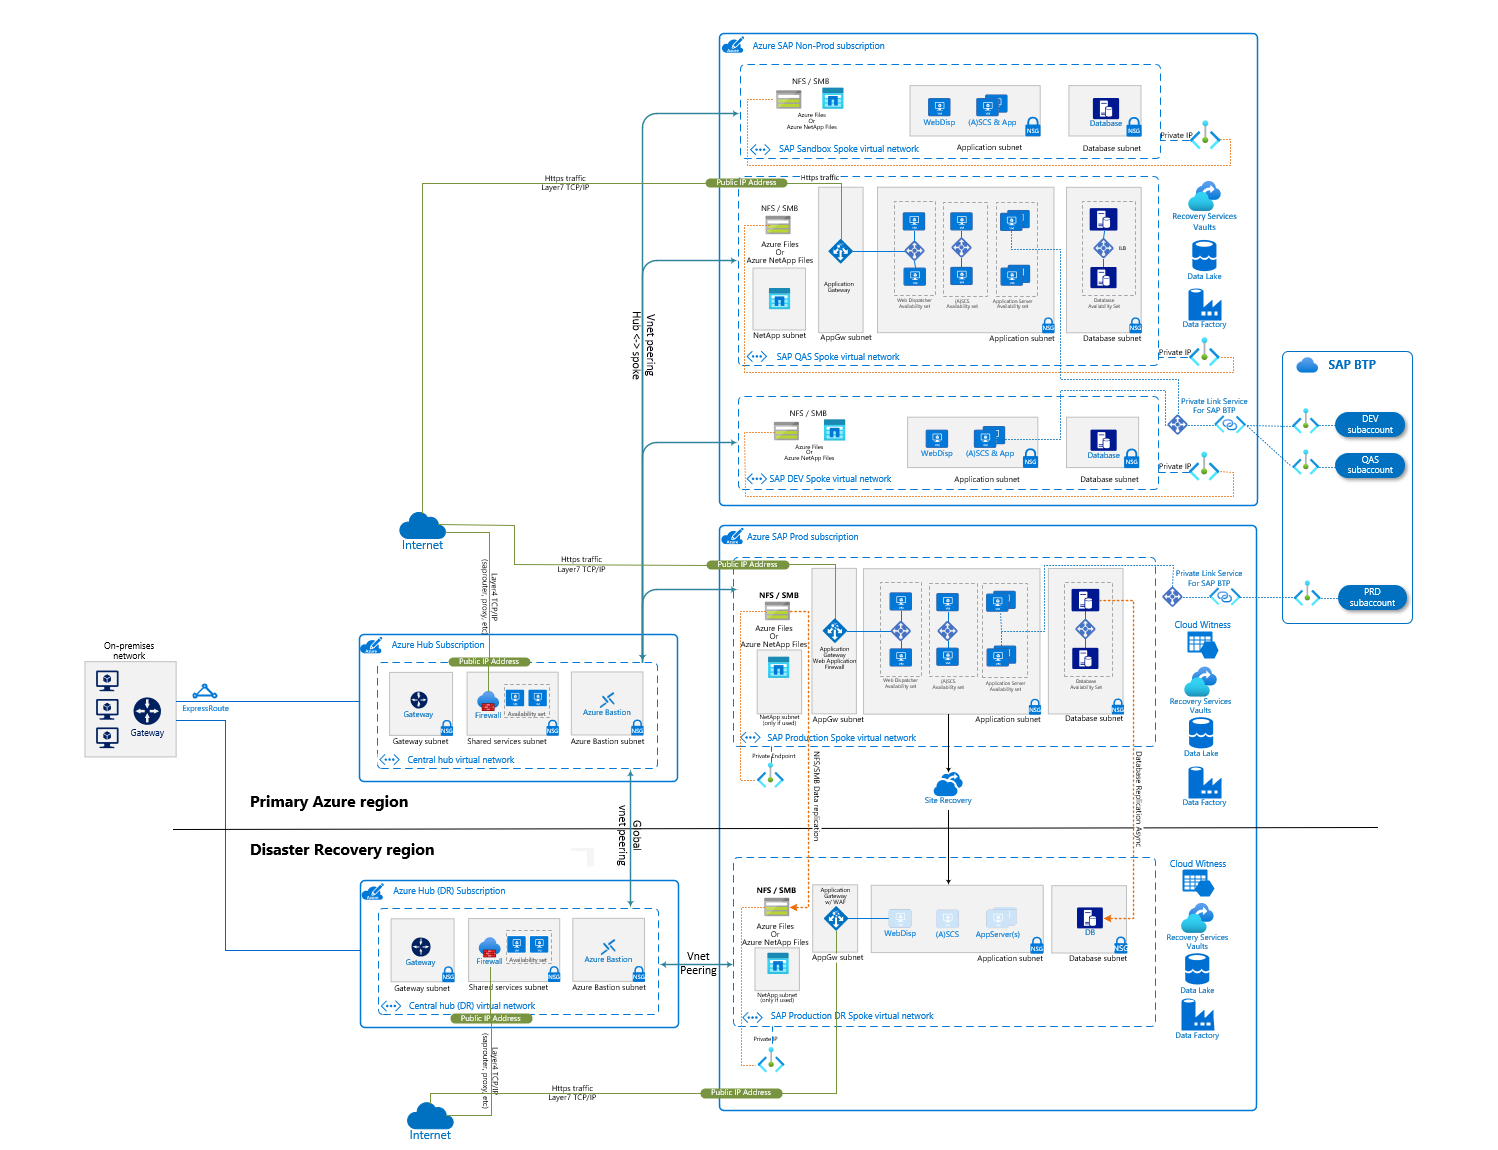 Azure SAP Non-Prod subscription
NFS / SMB
Azure Files
Or
Azure NetApp Files
WebDisp
(A)SCS & App
NSG
Application subnet
Database
NSG
Database subnet
Private IP
SAP Sandbox Spoke virtual network
Https traffic
Layer7 TCP/IP
Public IP Address
Https traffic
NFS / SMB
Azure Files
Or
Azure NetApp Files
NetApp subnet
Application
Gateway
AppGw subnet
Web Dispatcher
Availability set
(A)SCS
Availability set
Application Server
Availability set
NSG
Application subnet
ILB
Database
Availability Set
NSG
Database subnet
Private IP
SAP QAS Spoke virtual network
Recovery Services
Vaults
Data Lake
Data Factory
Vnet peering
Hub <-> spoke
NFS / SMB
Azure Files
Or
Azure NetApp Files
WebDisp
(A)SCS & App
NSG
Application subnet
Database
NSG
Database subnet
Private IP
SAP DEV Spoke virtual network
Private Link Service
For SAP BTP
SAP BTP
DEV
subaccount
QAS
subaccount
PRD
subaccount
Internet
Https traffic
Layer7 TCP/IP
Public IP Address
Layer4 TCP/IP
(saprouter, proxy, etc)
Azure SAP Prod subscription
NFS / SMB
Azure Files
Or
Azure NetApp Files
NetApp subnet
(only if used)
Application
Gateway
Web Application
Firewall
AppGw subnet
Web Dispatcher
Availability set
(A)SCS
Availability set
Application Server
Availability set
NSG
Application subnet
Database
Availability Set
NSG
Database subnet
SAP Production Spoke virtual network
Private Endpoint
Private Link Service
For SAP BTP
Cloud Witness
Recovery Services
Vaults
Data Lake
Data Factory
On-premises
network
Gateway
ExpressRoute
Azure Hub Subscription
Public IP Address
Gateway
NSG
Gateway subnet
Firewall
Availability set
NSG
Shared services subnet
Azure Bastion
NSG
Azure Bastion subnet
Central hub virtual network
NFS/SMB Data replication
Site Recovery
Database Replication Async
Primary Azure region
Global
vnet peering
Disaster Recovery region
Azure Hub (DR) Subscription
Gateway
NSG
Gateway subnet
Firewall
Availability set
NSG
Shared services subnet
Azure Bastion
NSG
Azure Bastion subnet
Central hub (DR) virtual network
Public IP Address
Vnet
Peering
NFS / SMB
Azure Files
Or
Azure NetApp Files
NetApp subnet
(only if used)
Application
Gateway
w/ WAF
AppGw subnet
WebDisp
(A)SCS
AppServer(s)
NSG
Application subnet
DB
NSG
Database subnet
SAP Production DR Spoke virtual network
Private IP
Cloud Witness
Recovery Services
Vaults
Data Lake
Data Factory
Layer4 TCP/IP
(saprouter, proxy, etc)
Https traffic
Layer7 TCP/IP
Public IP Address
Internet